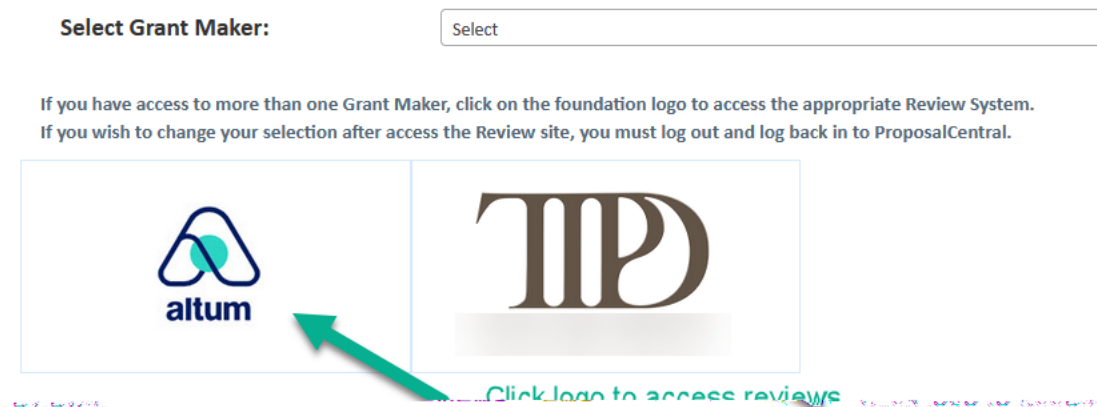 Select Grant Maker:
Select
If you have access to more than one Grant Maker, click on the foundation logo to access the appropriate Review System.
If you wish to change your selection after access the Review site, you must log out and log back in to ProposalCentral.
altum
TPD
Click logo to access reviews